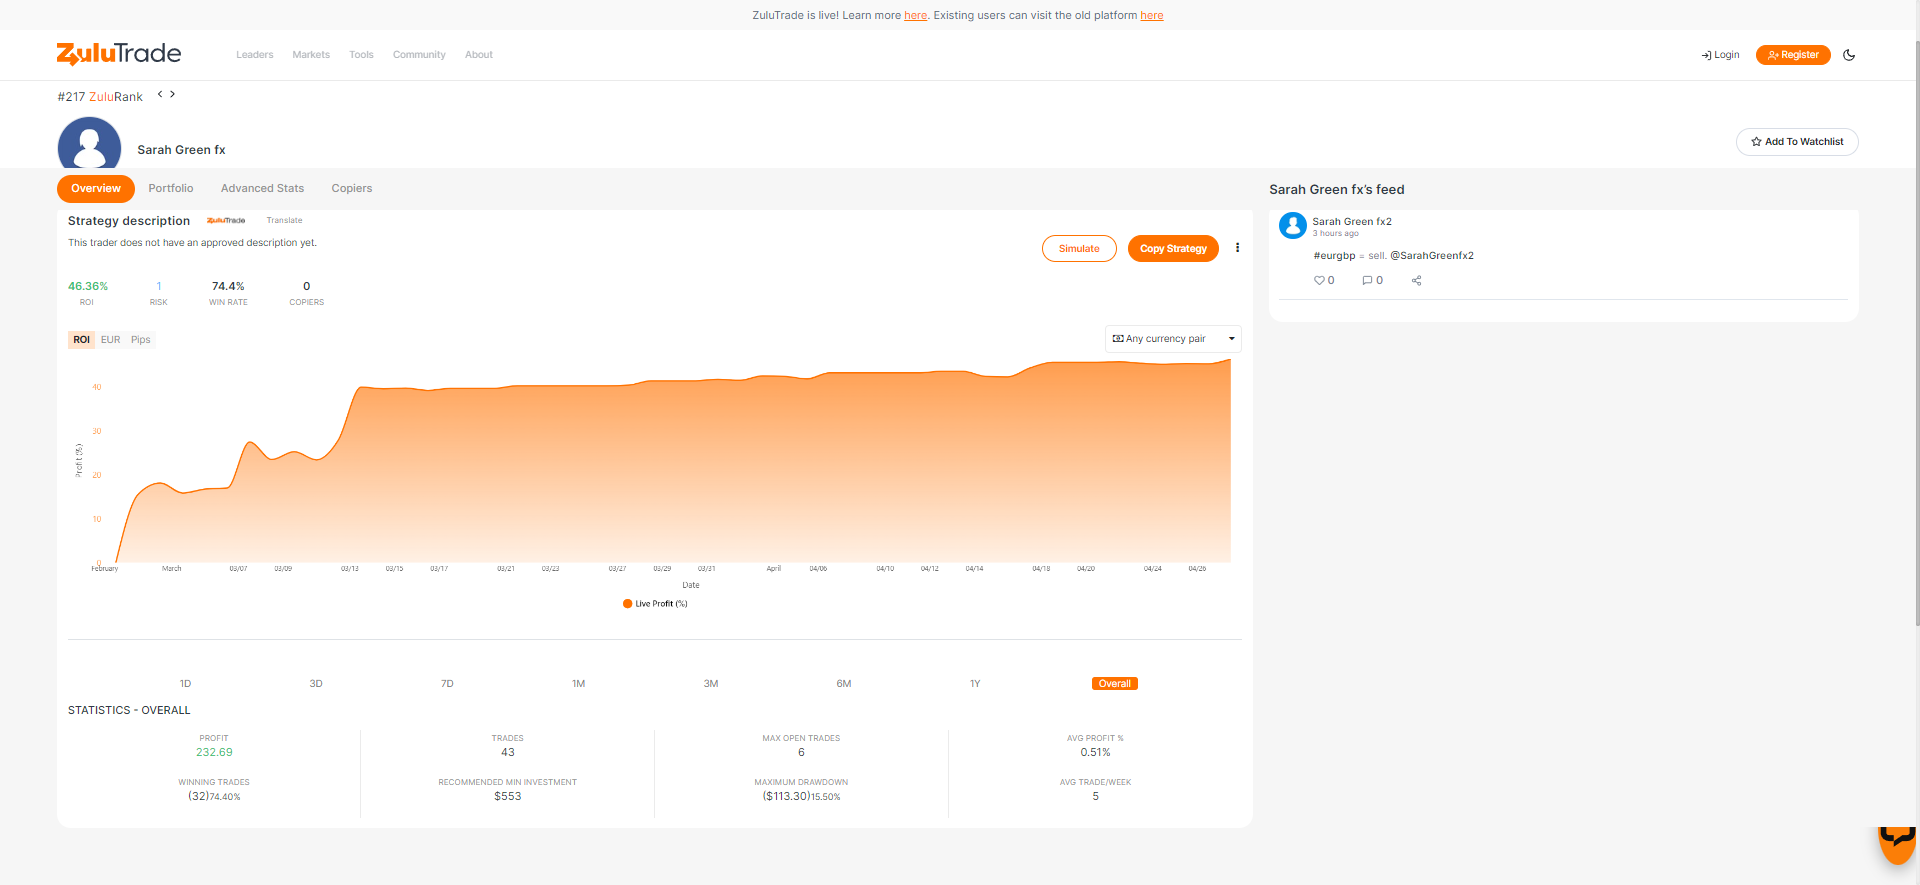 ZuluTrade is live! Learn more here. Existing users can visit the old platform here
ZuluTrade
Leaders Markets Tools Community About
Login Register
#217 ZuluRank
Sarah Green fx
Add To Watchlist
Overview Portfolio Advanced Stats Copiers
Sarah Green fx's feed
Strategy description ZuluTrade Translate
This trader does not have an approved description yet.
Simulate Copy Strategy
Sarah Green fx2
3 hours ago
#eurgbp = sell. @SarahGreenfx2
0 0
46.36% 1 74.4% 0
ROI RISK WIN RATE COPIERS
ROI EUR Pips
Any currency pair
40
30
20
10
0
Profit (%)
February March 03/07 03/09 03/13 03/15 03/17 03/21 03/23 03/27 03/29 03/31 April 04/06 04/10 04/12 04/14 04/18 04/20 04/24 04/26
Date
Live Profit (%)
1D 3D 7D 1M 3M 6M 1Y Overall
STATISTICS - OVERALL
PROFIT TRADES MAX OPEN TRADES AVG PROFIT %
232.69 43 6 0.51%
WINNING TRADES RECOMMENDED MIN INVESTMENT MAXIMUM DRAWDOWN AVG TRADE/WEEK
(32)74.40% $553 ($113.30)15.50% 5